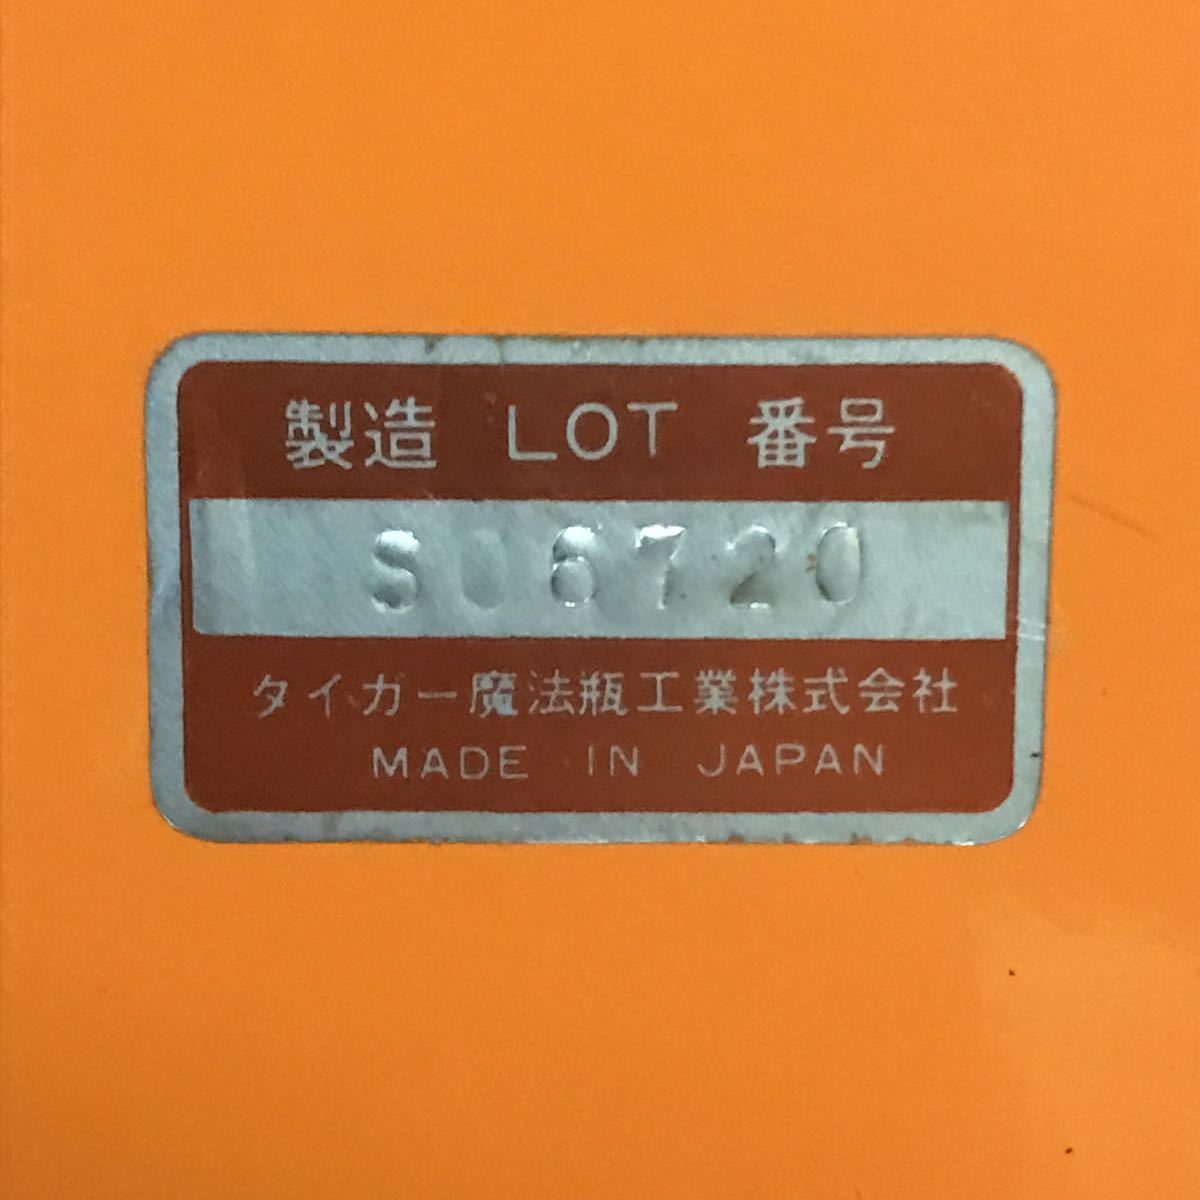 製造 LOT 番号
SU6720
タイガー魔法瓶工業株式会社
MADE IN JAPAN